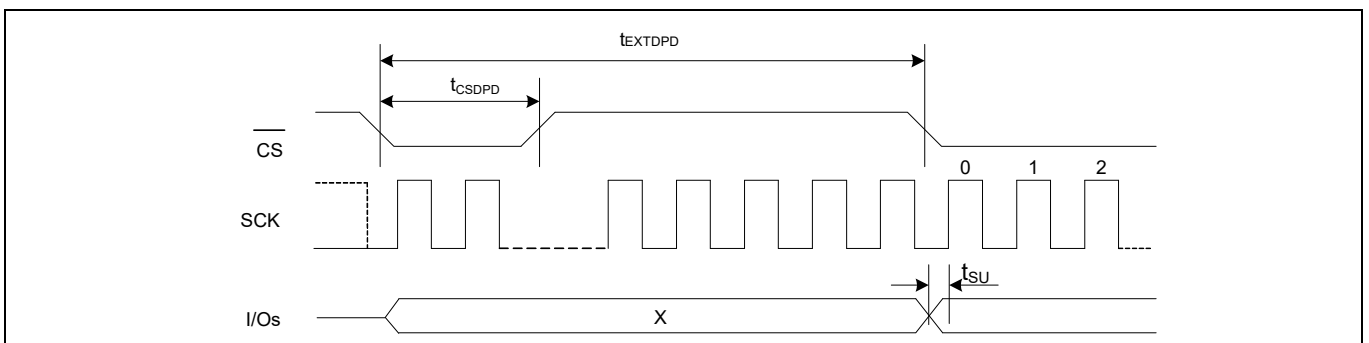 tEXTDPD
tCSDPD
CS
0 1 2
SCK
tSU
I/Os X